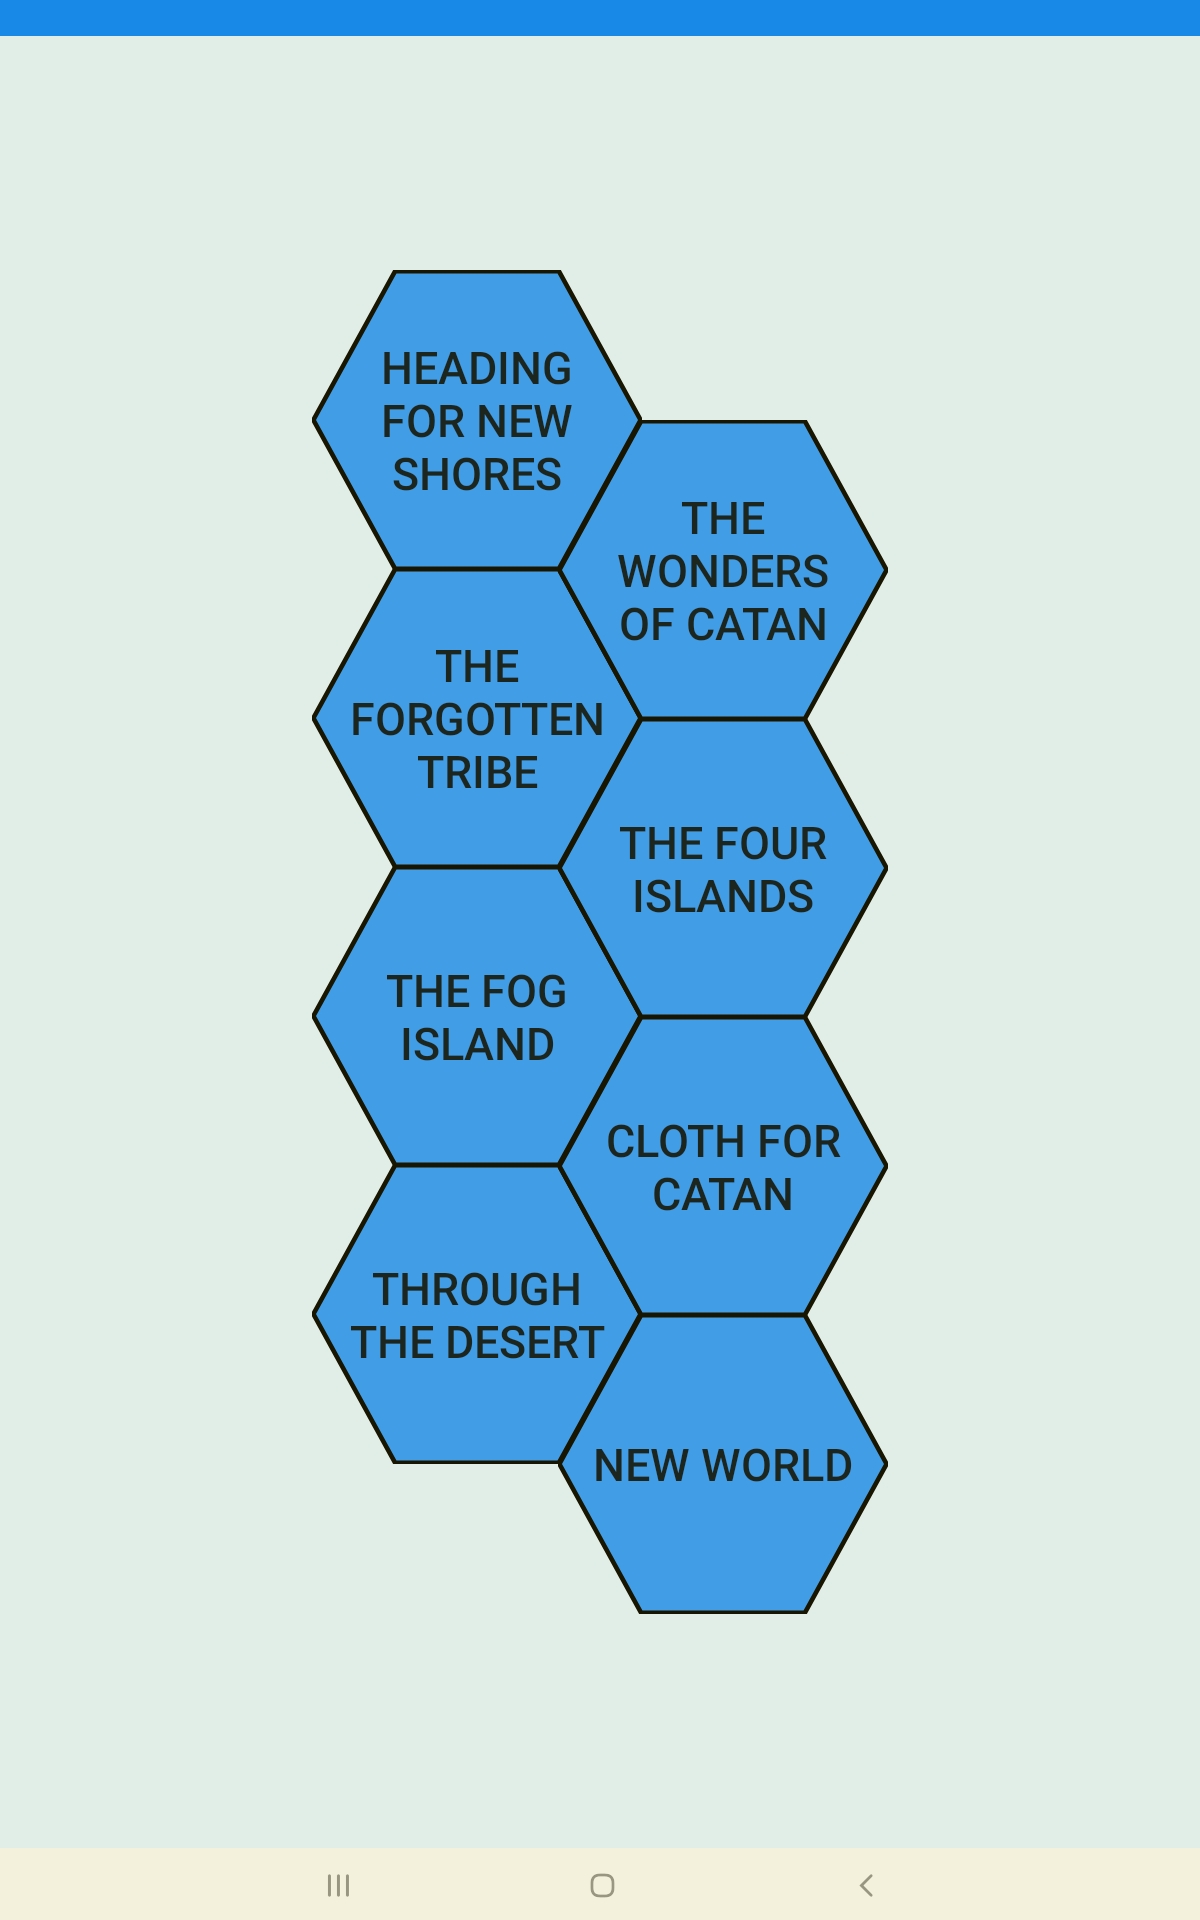 HEADING
FOR NEW
SHORES
THE
WONDERS
OF CATAN
THE
FORGOTTEN
TRIBE
THE FOUR
ISLANDS
THE FOG
ISLAND
CLOTH FOR
CATAN
THROUGH
THE DESERT
NEW WORLD